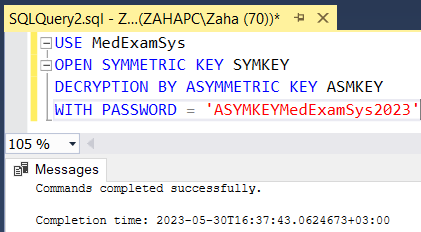 SQLQuery2.sql - Z...(ZAHAPC\Zaha (70))*
USE MedExamSys
OPEN SYMMETRIC KEY SYMKEY
DECRYPTION BY ASYMMETRIC KEY ASMKEY
WITH PASSWORD = 'ASYMKEYMedExamSys2023'
105 %
Messages
Commands completed successfully.
Completion time: 2023-05-30T16:37:43.0624673+03:00